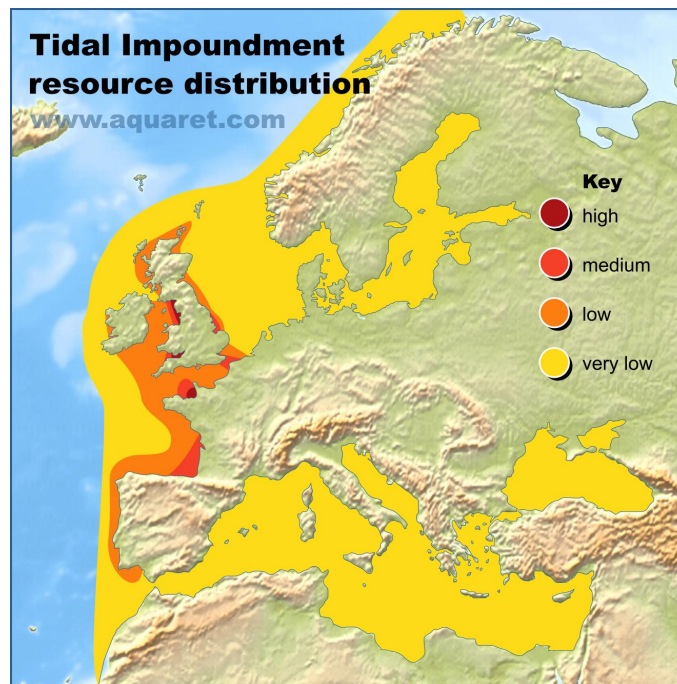 Tidal Impoundment
resource distribution
www.aquaret.com
Key
high
medium
low
very low